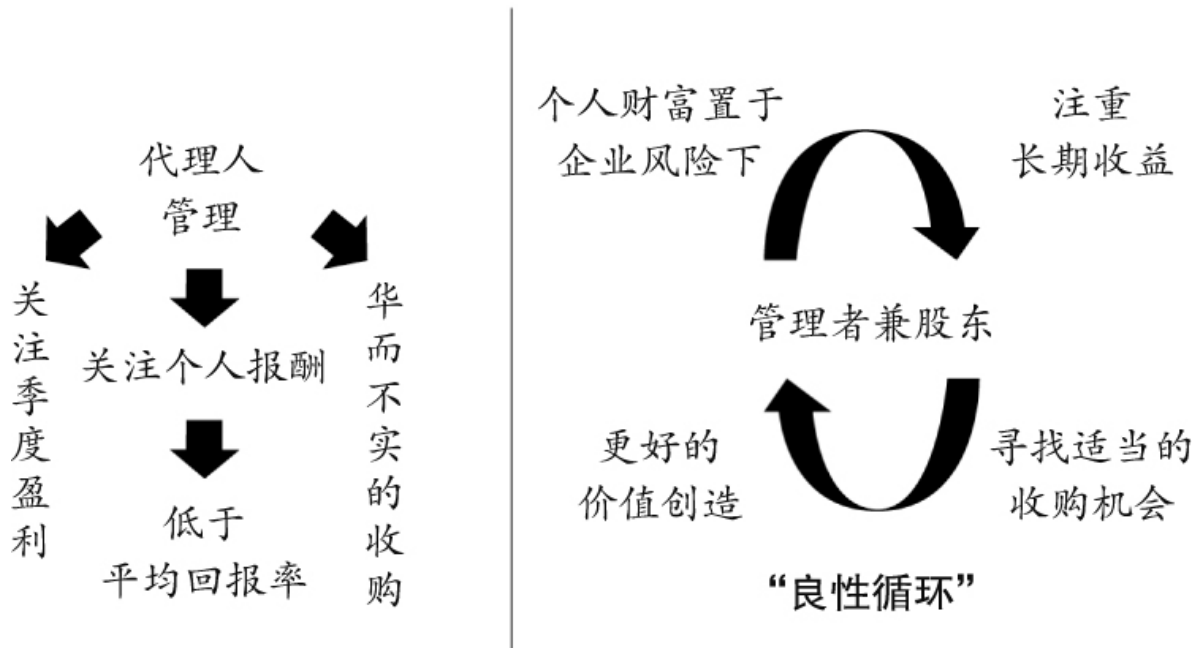 代理人
管理
关注季度盈利
关注个人报酬
华而不实的收购
低于
平均回报率
个人财富置于
企业风险下
注重
长期收益
管理者兼股东
更好的
价值创造
寻找适当的
收购机会
“良性循环”